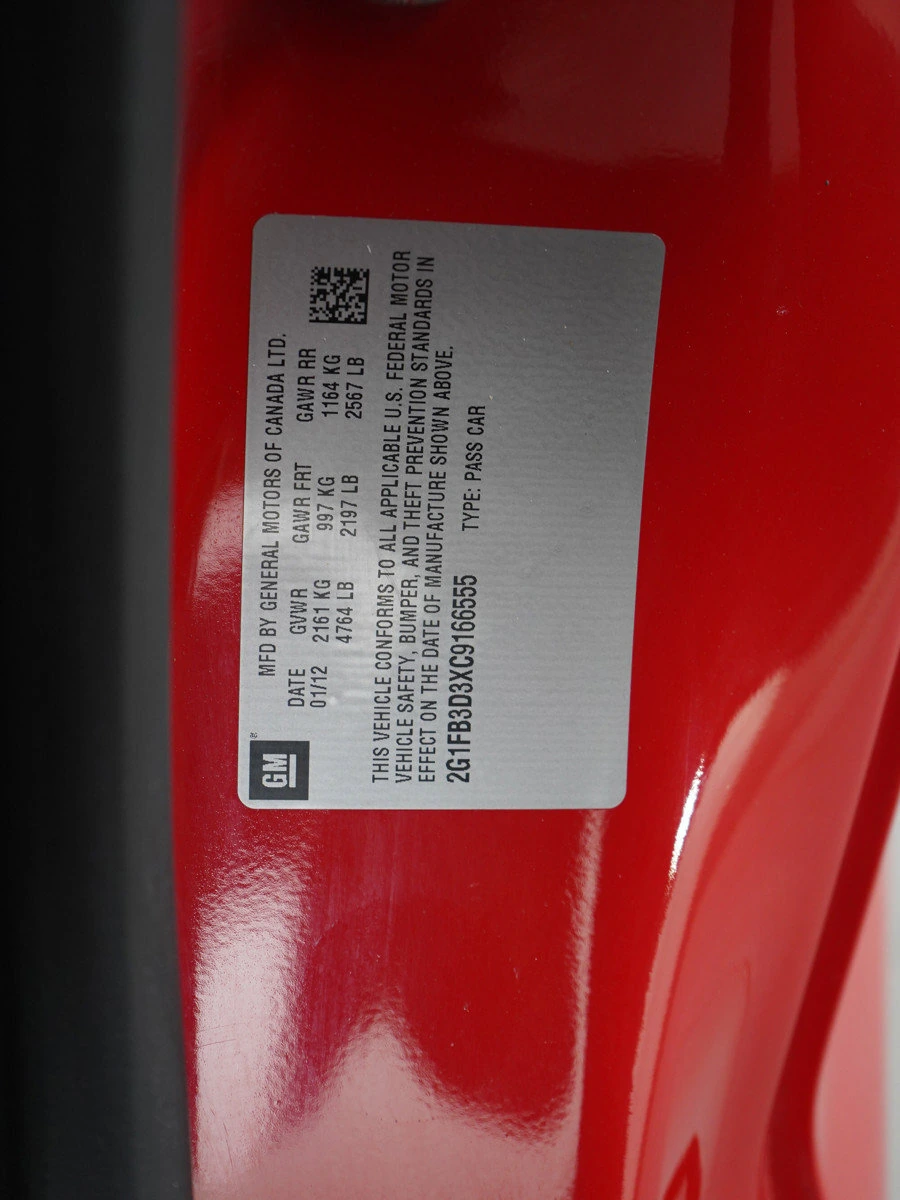 GM ®
MFD BY GENERAL MOTORS OF CANADA LTD.
DATE GVWR GAWR FRT GAWR RR
01/12 2161 KG 997 KG 1164 KG
4764 LB 2197 LB 2567 LB
THIS VEHICLE CONFORMS TO ALL APPLICABLE U.S. FEDERAL MOTOR
VEHICLE SAFETY, BUMPER, AND THEFT PREVENTION STANDARDS IN
EFFECT ON THE DATE OF MANUFACTURE SHOWN ABOVE.
2G1FB3D3XC9166555 TYPE: PASS CAR